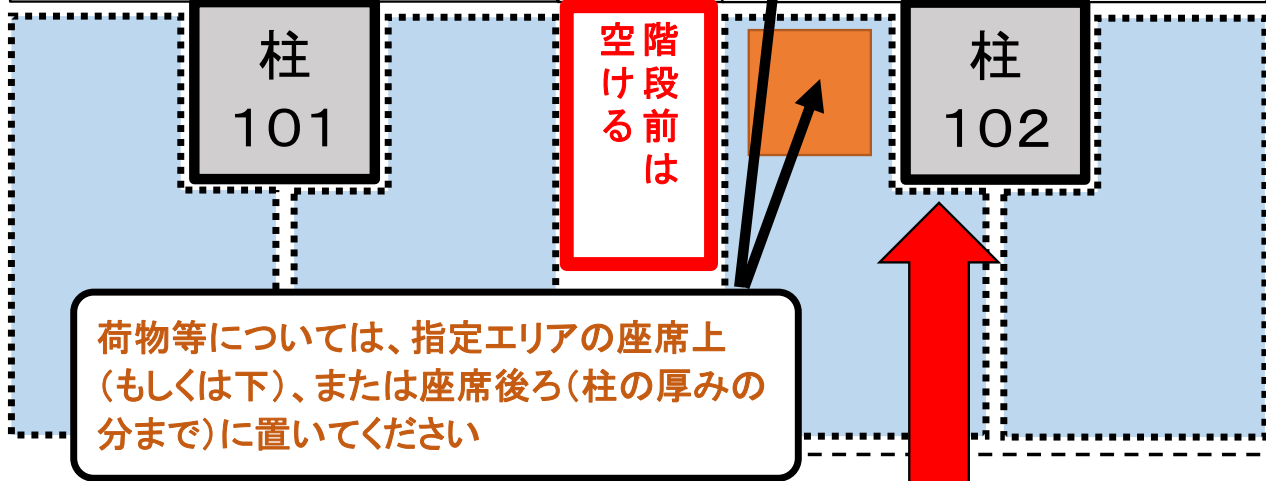 柱
101
階段前は
空ける
柱
102
荷物等については、指定エリアの座席上
（もしくは下）、または座席後ろ（柱の厚みの
分まで）に置いてください